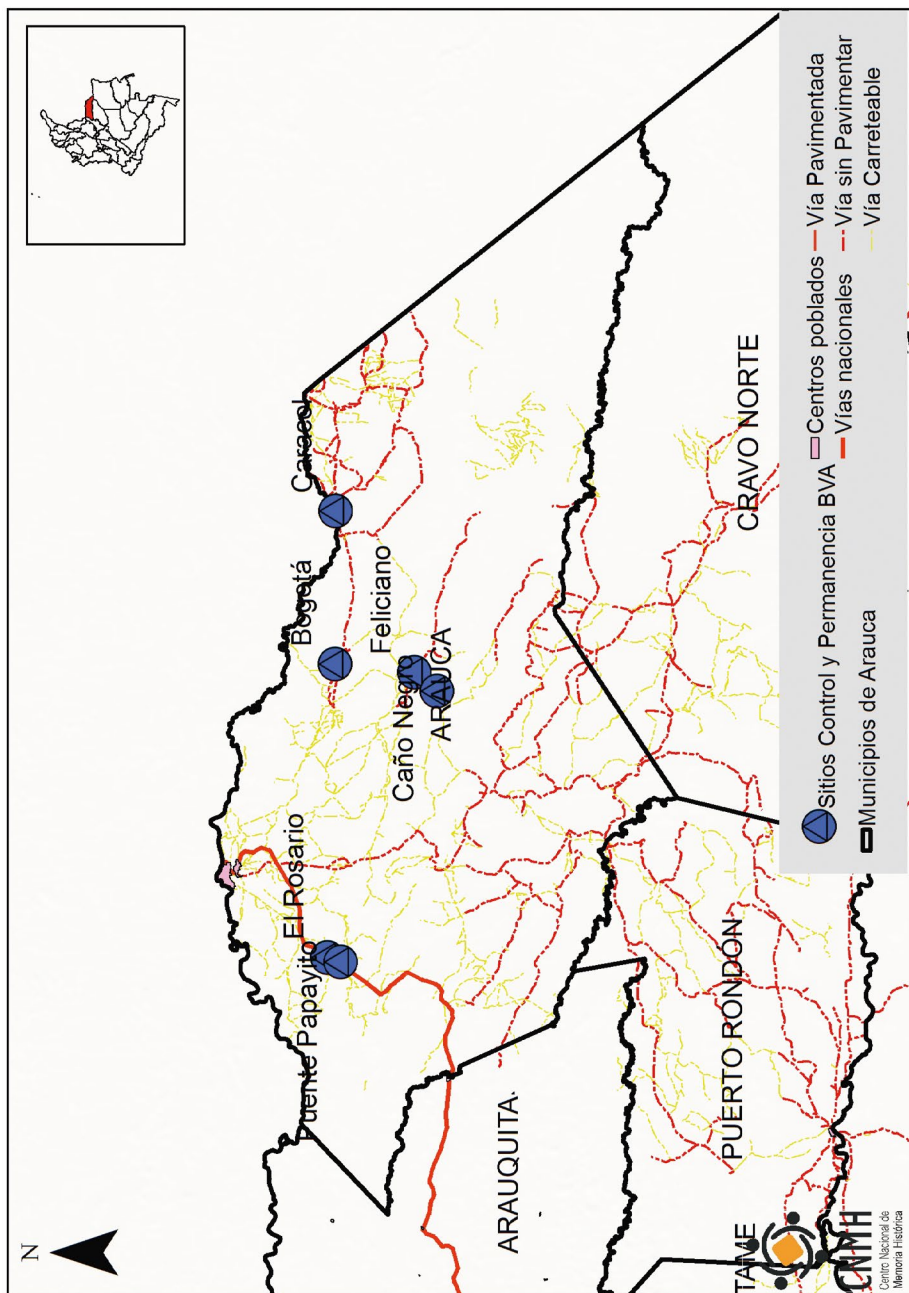 N
Caracol
Bogotá
Feliciano
Caño Negro
ARAUCA
El Rosario
Puente Papayito
ARAUQUITA.
CRAVO NORTE
PUERTO RONDÓN
TAME
Sitios Control y Permanencia BVA
Municipios de Arauca
Centros poblados
Vías nacionales
Vía Pavimentada
Vía sin Pavimentar
Vía Carreteable
CNMH
Centro Nacional de
Memoria Histórica